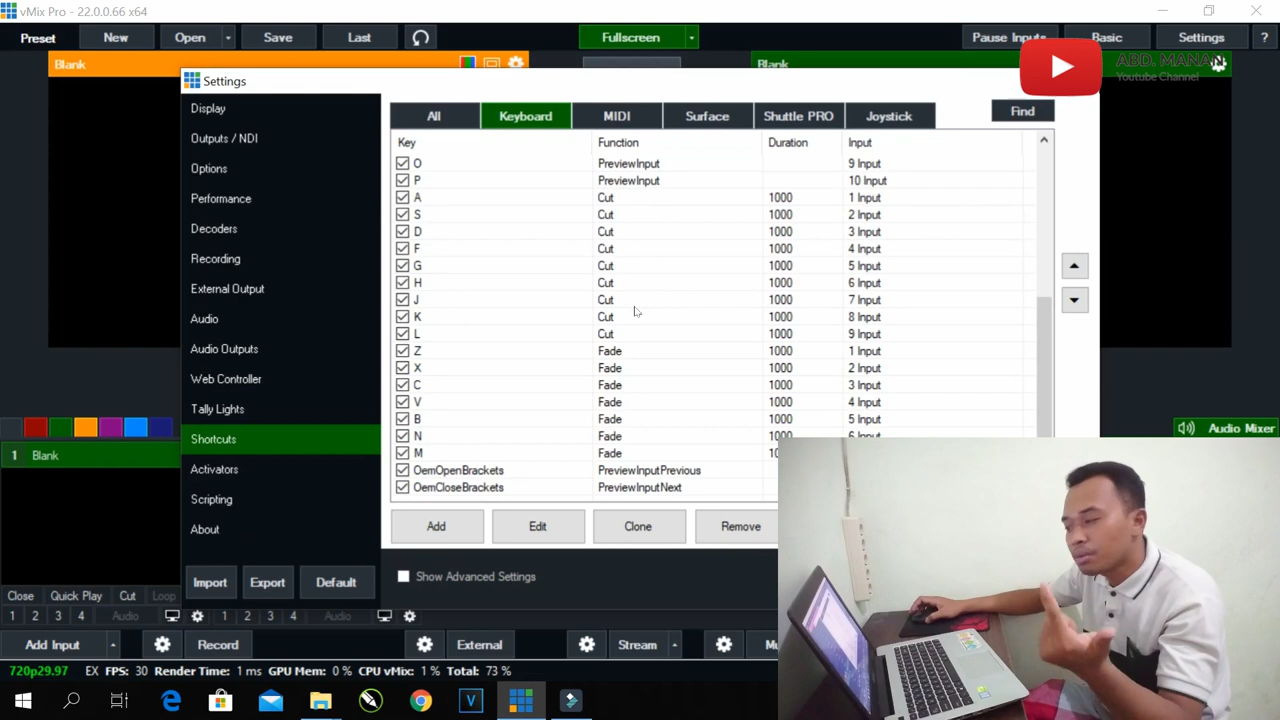 vMix Pro - 22.0.0.66 x64
Preset New Open Save Last Fullscreen Pause Inputs Basic Settings ?
Blank
Blank
ABD. MANAN
Youtube Channel
Settings
Display
Outputs / NDI
Options
Performance
Decoders
Recording
External Output
Audio
Audio Outputs
Web Controller
Tally Lights
Shortcuts
Activators
Scripting
About
Import Export Default
All Keyboard MIDI Surface Shuttle PRO Joystick Find
Key Function Duration Input
O PreviewInput 9 Input
P PreviewInput 10 Input
A Cut 1000 1 Input
S Cut 1000 2 Input
D Cut 1000 3 Input
F Cut 1000 4 Input
G Cut 1000 5 Input
H Cut 1000 6 Input
J Cut 1000 7 Input
K Cut 1000 8 Input
L Cut 1000 9 Input
Z Fade 1000 1 Input
X Fade 1000 2 Input
C Fade 1000 3 Input
V Fade 1000 4 Input
B Fade 1000 5 Input
N Fade
M Fade
OemOpenBrackets PreviewInputPrevious
OemCloseBrackets PreviewInputNext
Add Edit Clone Remove
Show Advanced Settings
Audio Mixer
1 Blank
Close Quick Play Cut Loop
1 2 3 4 Audio 1 2 3 4 Audio
Add Input Record External Stream
720p29.97 EX FPS: 30 Render Time: 1 ms GPU Mem: 0 % CPU vMix: 1 % Total: 73 %